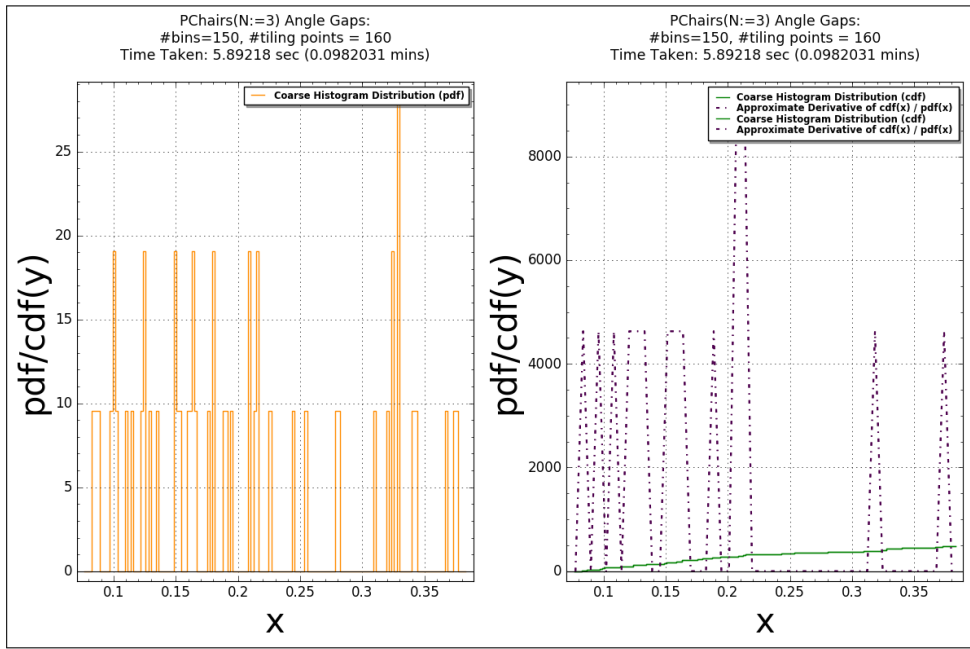 PChairs(N:=3) Angle Gaps:
#bins=150, #tiling points = 160
Time Taken: 5.89218 sec (0.0982031 mins)
Coarse Histogram Distribution (pdf)
pdf/cdf(y)
25
20
15
10
5
0
0.1
0.15
0.2
0.25
0.3
0.35
x
PChairs(N:=3) Angle Gaps:
#bins=150, #tiling points = 160
Time Taken: 5.89218 sec (0.0982031 mins)
Coarse Histogram Distribution (cdf)
Approximate Derivative of cdf(x) / pdf(x)
Coarse Histogram Distribution (cdf)
Approximate Derivative of cdf(x) / pdf(x)
pdf/cdf(y)
8000
6000
4000
2000
0
0.1
0.15
0.2
0.25
0.3
0.35
x